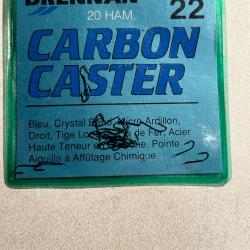 DRENNAN 22
20 HAM.
CARBON
CASTER
Bleu, Crystal Micro Ardillon,
Droit, Tige de Fer, Acier
Haute Teneur Pointe
Aiguille à Affûtage Chimique.